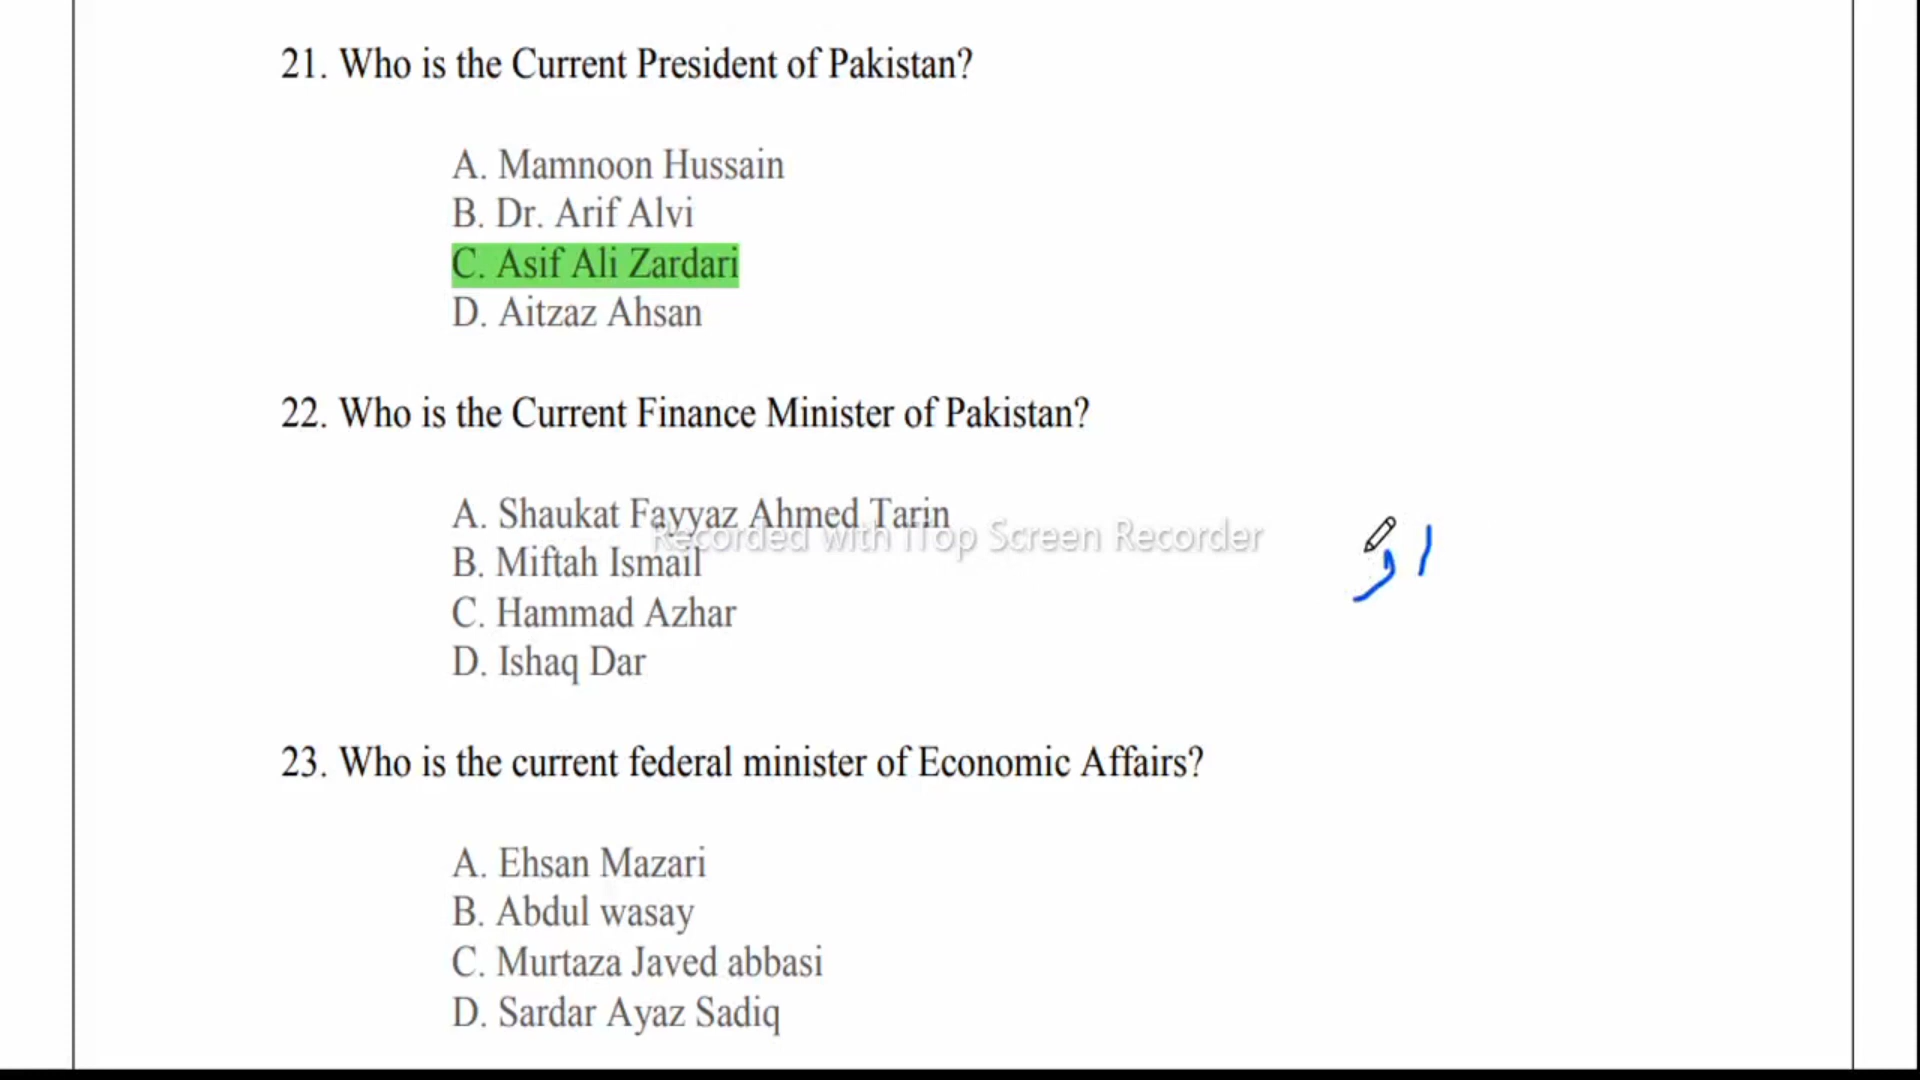 21. Who is the Current President of Pakistan?
A. Mamnoon Hussain
B. Dr. Arif Alvi
C. Asif Ali Zardari
D. Aitzaz Ahsan
22. Who is the Current Finance Minister of Pakistan?
A. Shaukat Fayyaz Ahmed Tarin
Recorded with iTop Screen Recorder
B. Miftah Ismail
C. Hammad Azhar
D. Ishaq Dar
23. Who is the current federal minister of Economic Affairs?
A. Ehsan Mazari
B. Abdul wasay
C. Murtaza Javed abbasi
D. Sardar Ayaz Sadiq